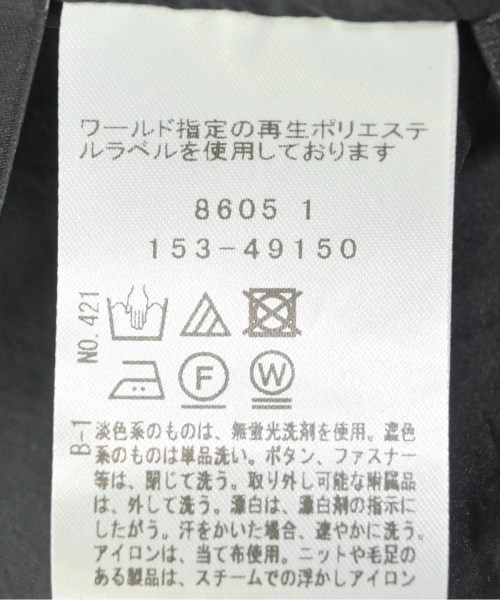 ワールド指定の再生ポリエステ
ルラベルを使用しております
8605 1
153-49150
NO.421
F
W
B-1
淡色系のものは、無蛍光洗剤を使用。濃色
系のものは単品洗い。ボタン、ファスナー
等は、閉じて洗う。取り外し可能な附属品
は、外して洗う。漂白は、漂白剤の指示に
したがう。汗をかいた場合、速やかに洗う。
アイロンは、当て布使用。ニットや毛足の
ある製品は、スチームでの浮かしアイロン